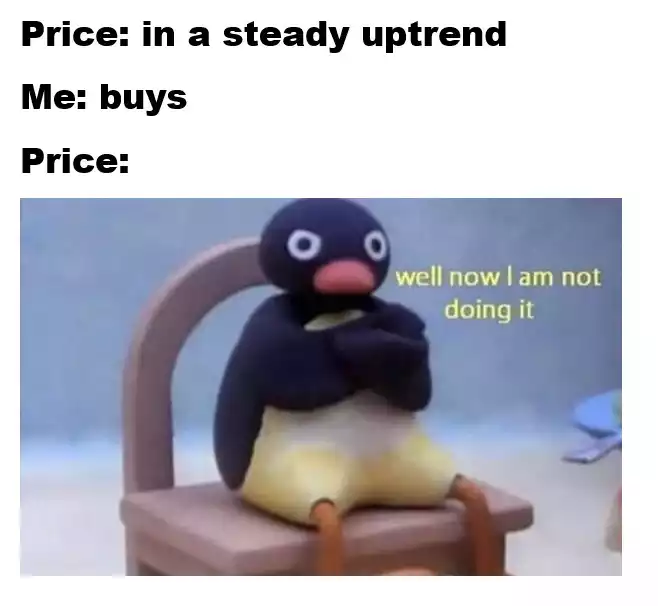 Price: in a steady uptrend
Me: buys
Price:
well now I am not
doing it